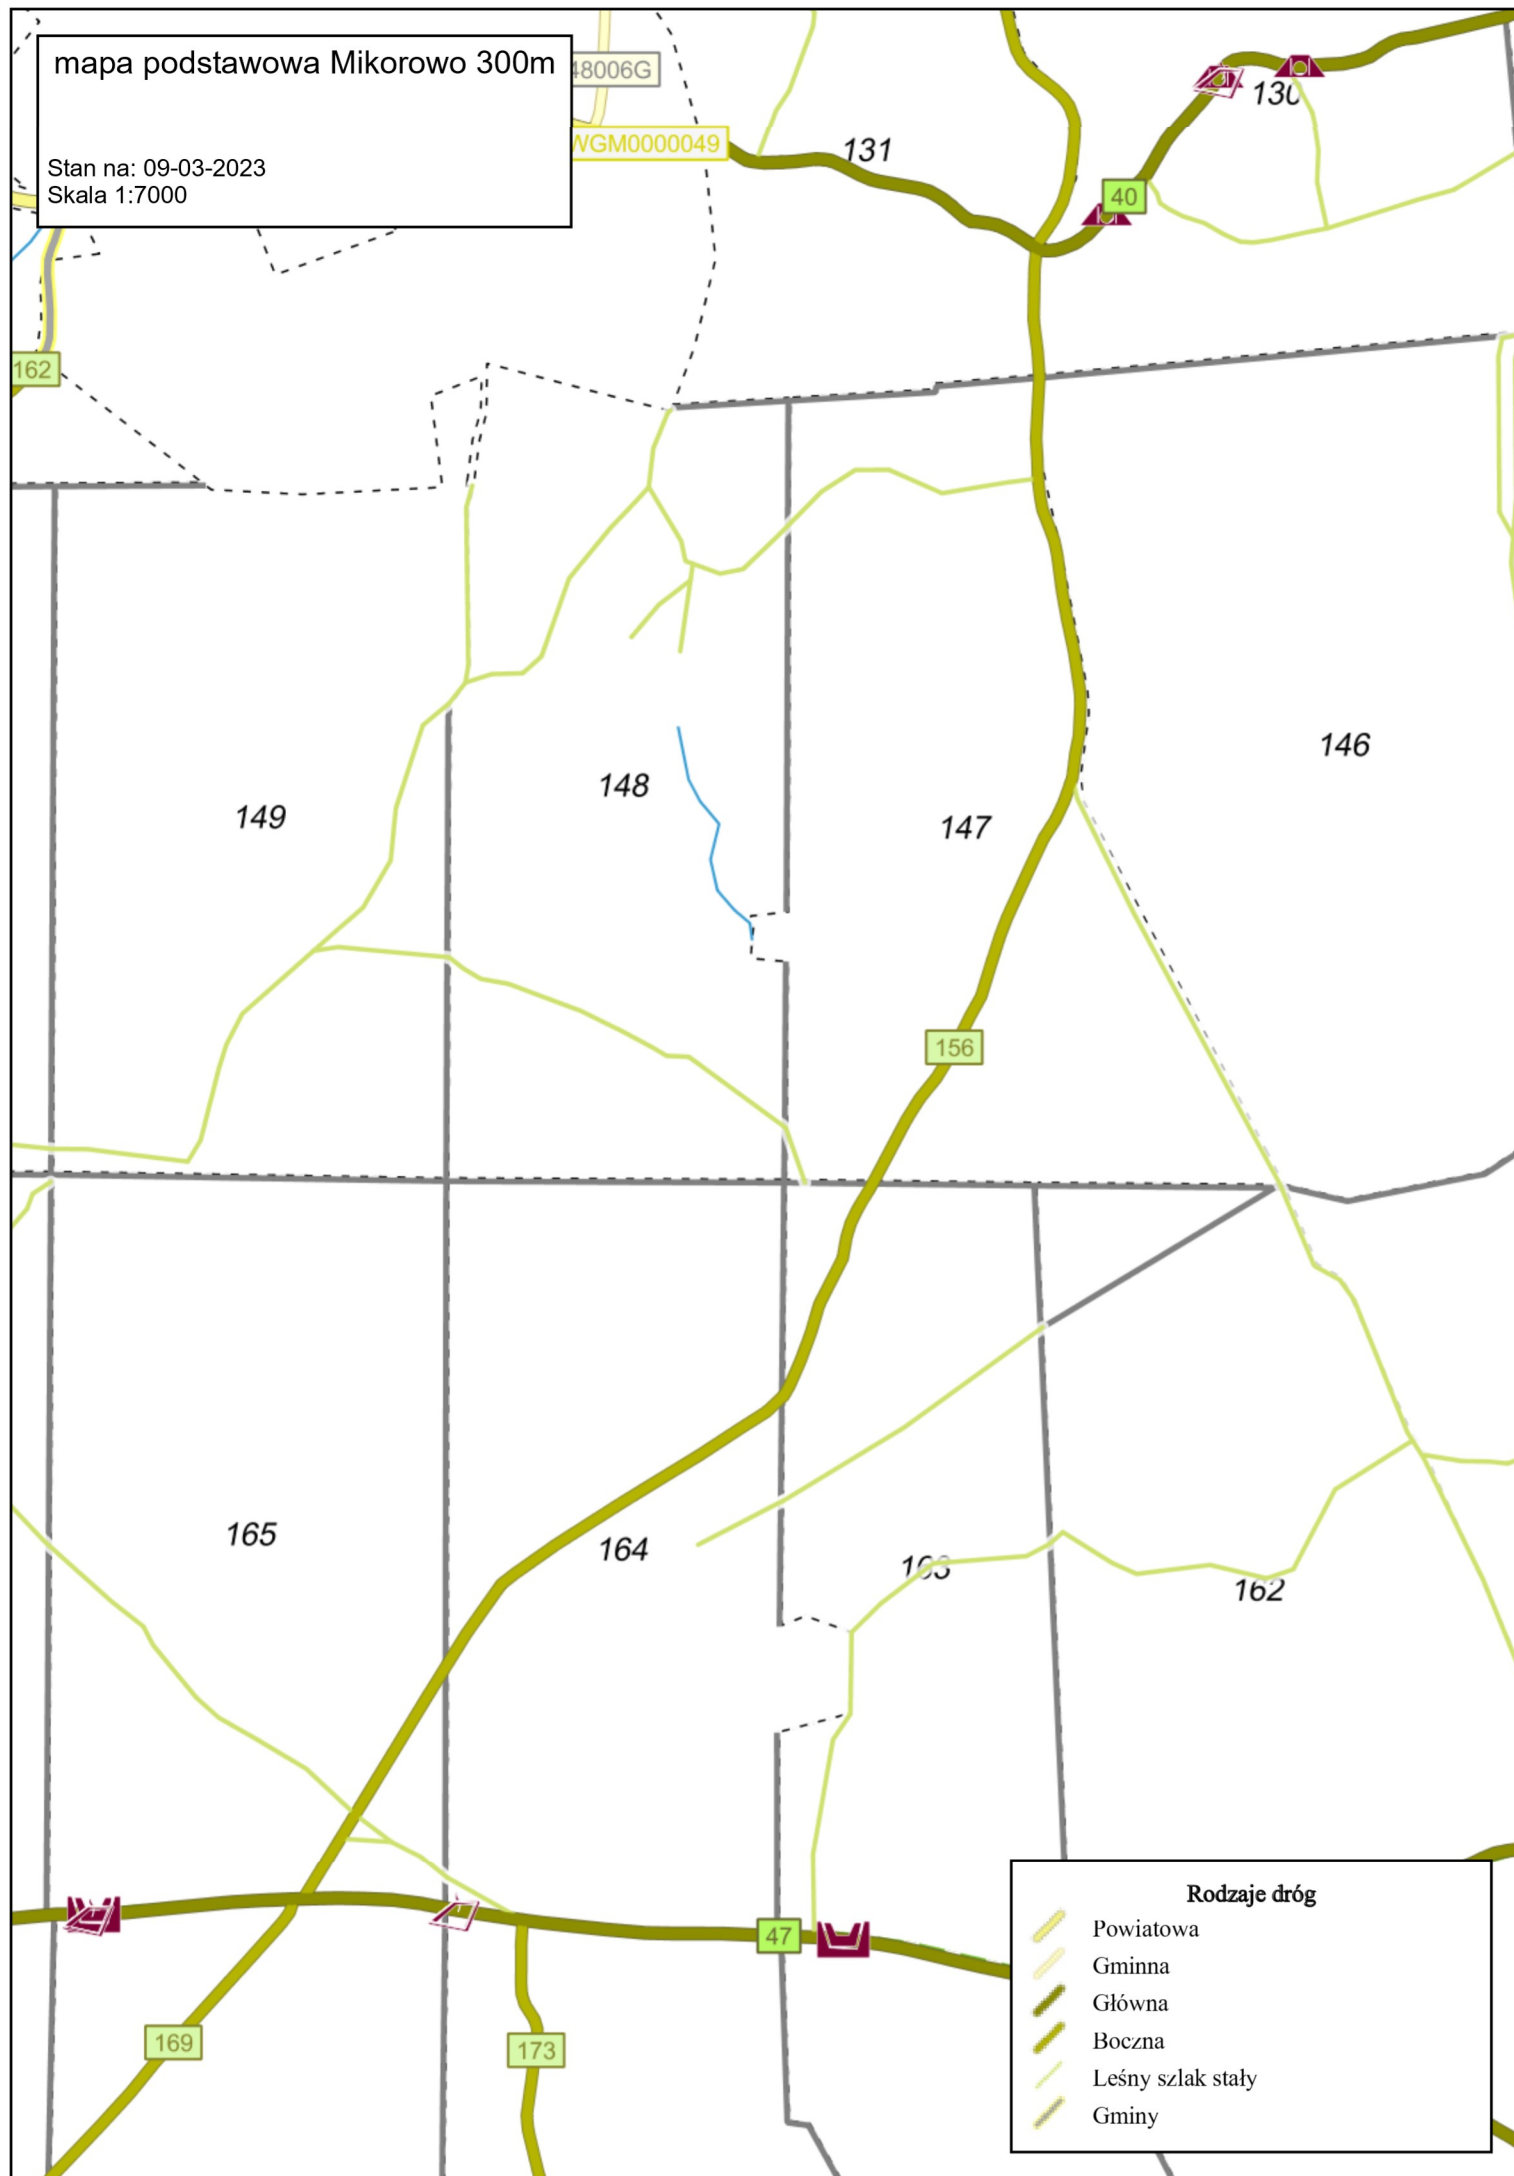 mapa podstawowa Mikorowo 300m
Stan na: 09-03-2023
Skala 1:7000
48006G
WGM0000049
131
130
40
162
146
148
149
147
156
165
164
163
162
47
169
173
Rodzaje dróg
Powiatowa
Gminna
Główna
Boczna
Leśny szlak stały
Gminy